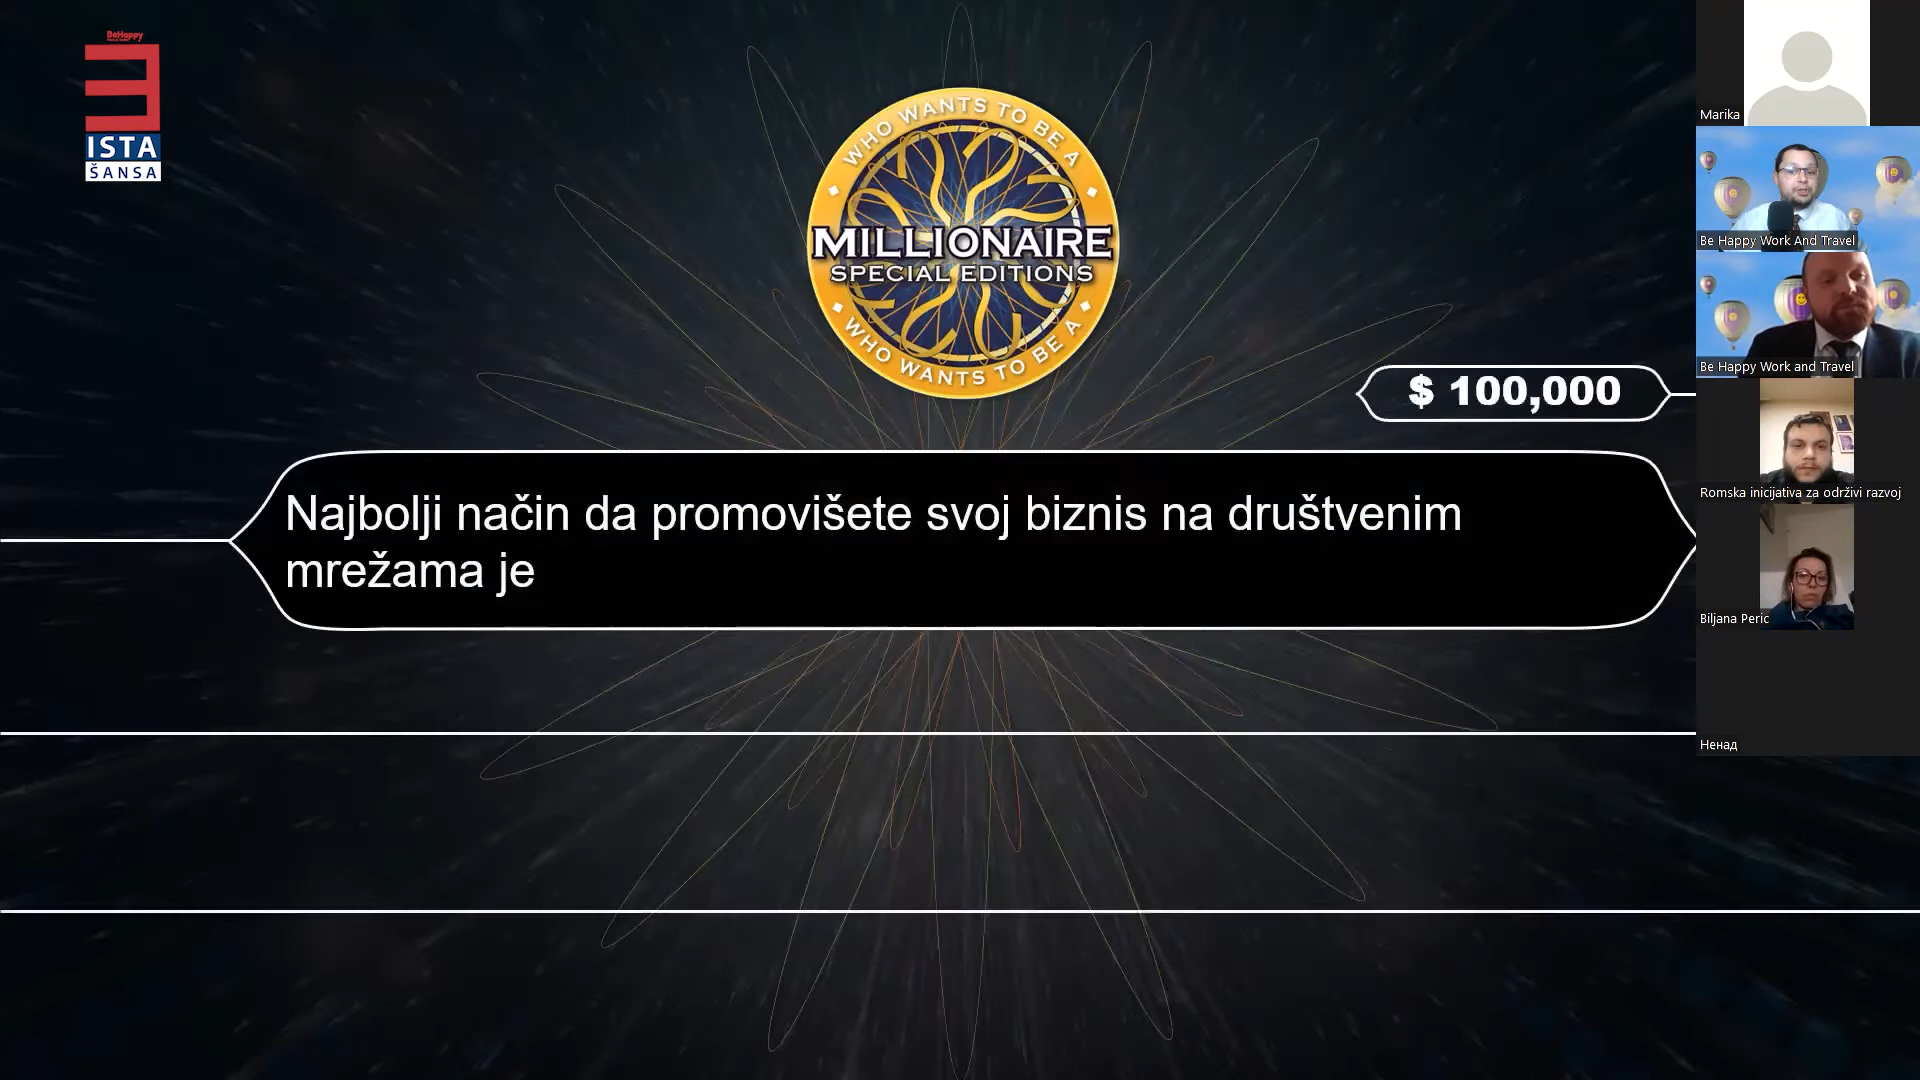 BeHappy
ISTA
ŠANSA
WHO WANTS TO BE A
MILLIONAIRE
SPECIAL EDITIONS
WHO WANTS TO BE A
$ 100,000
Najbolji način da promovišete svoj biznis na društvenim
mrežama je
Marika
Be Happy Work And Travel
Be Happy Work and Travel
Romska inicijativa za održivi razvoj
Biljana Peric
Ненад